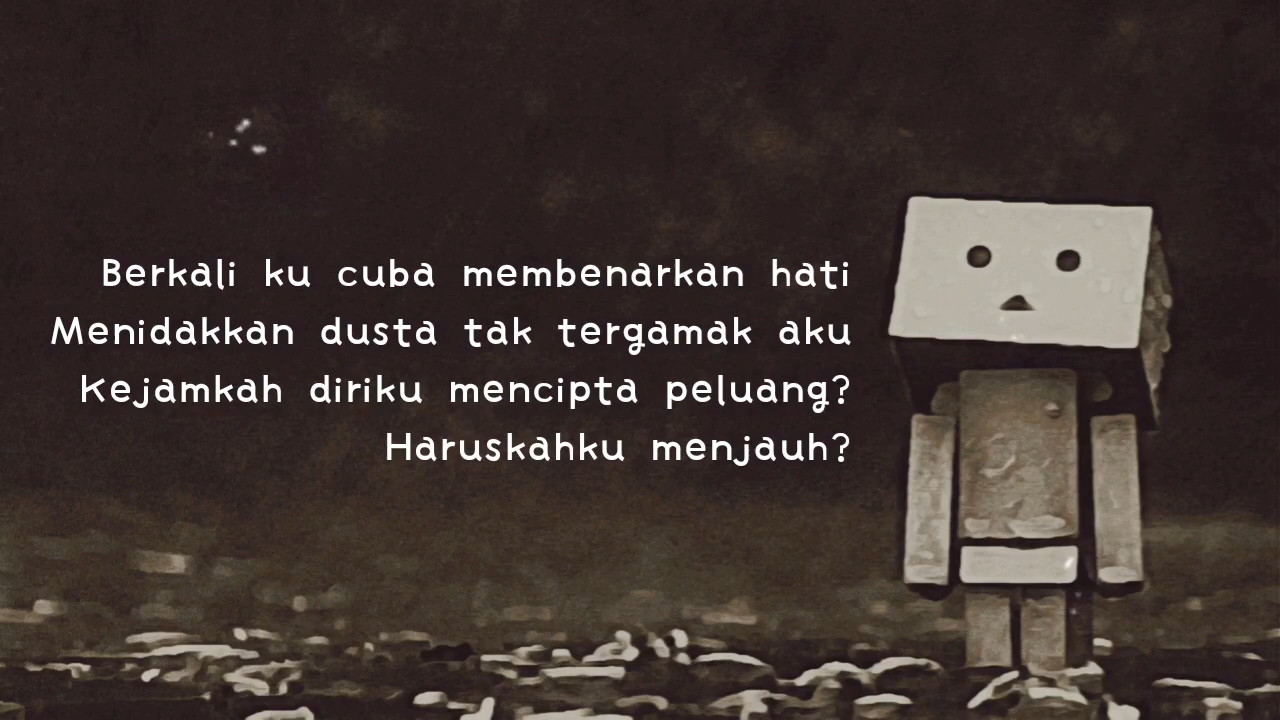 Berkali ku cuba membenarkan hati
Menidakkan dusta tak tergamak aku
Kejamkah diriku mencipta peluang?
Haruskahku menjauh?